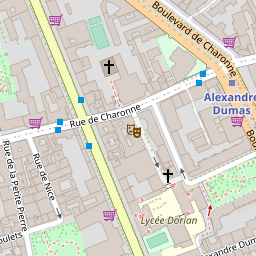 Boulevard de Charonne
Alexandre
Dumas
Rue de Charonne
Rue de la Petite Pierre
Rue de Nice
Lycée Dorian
oulets
Alexandre Dumas
Bou